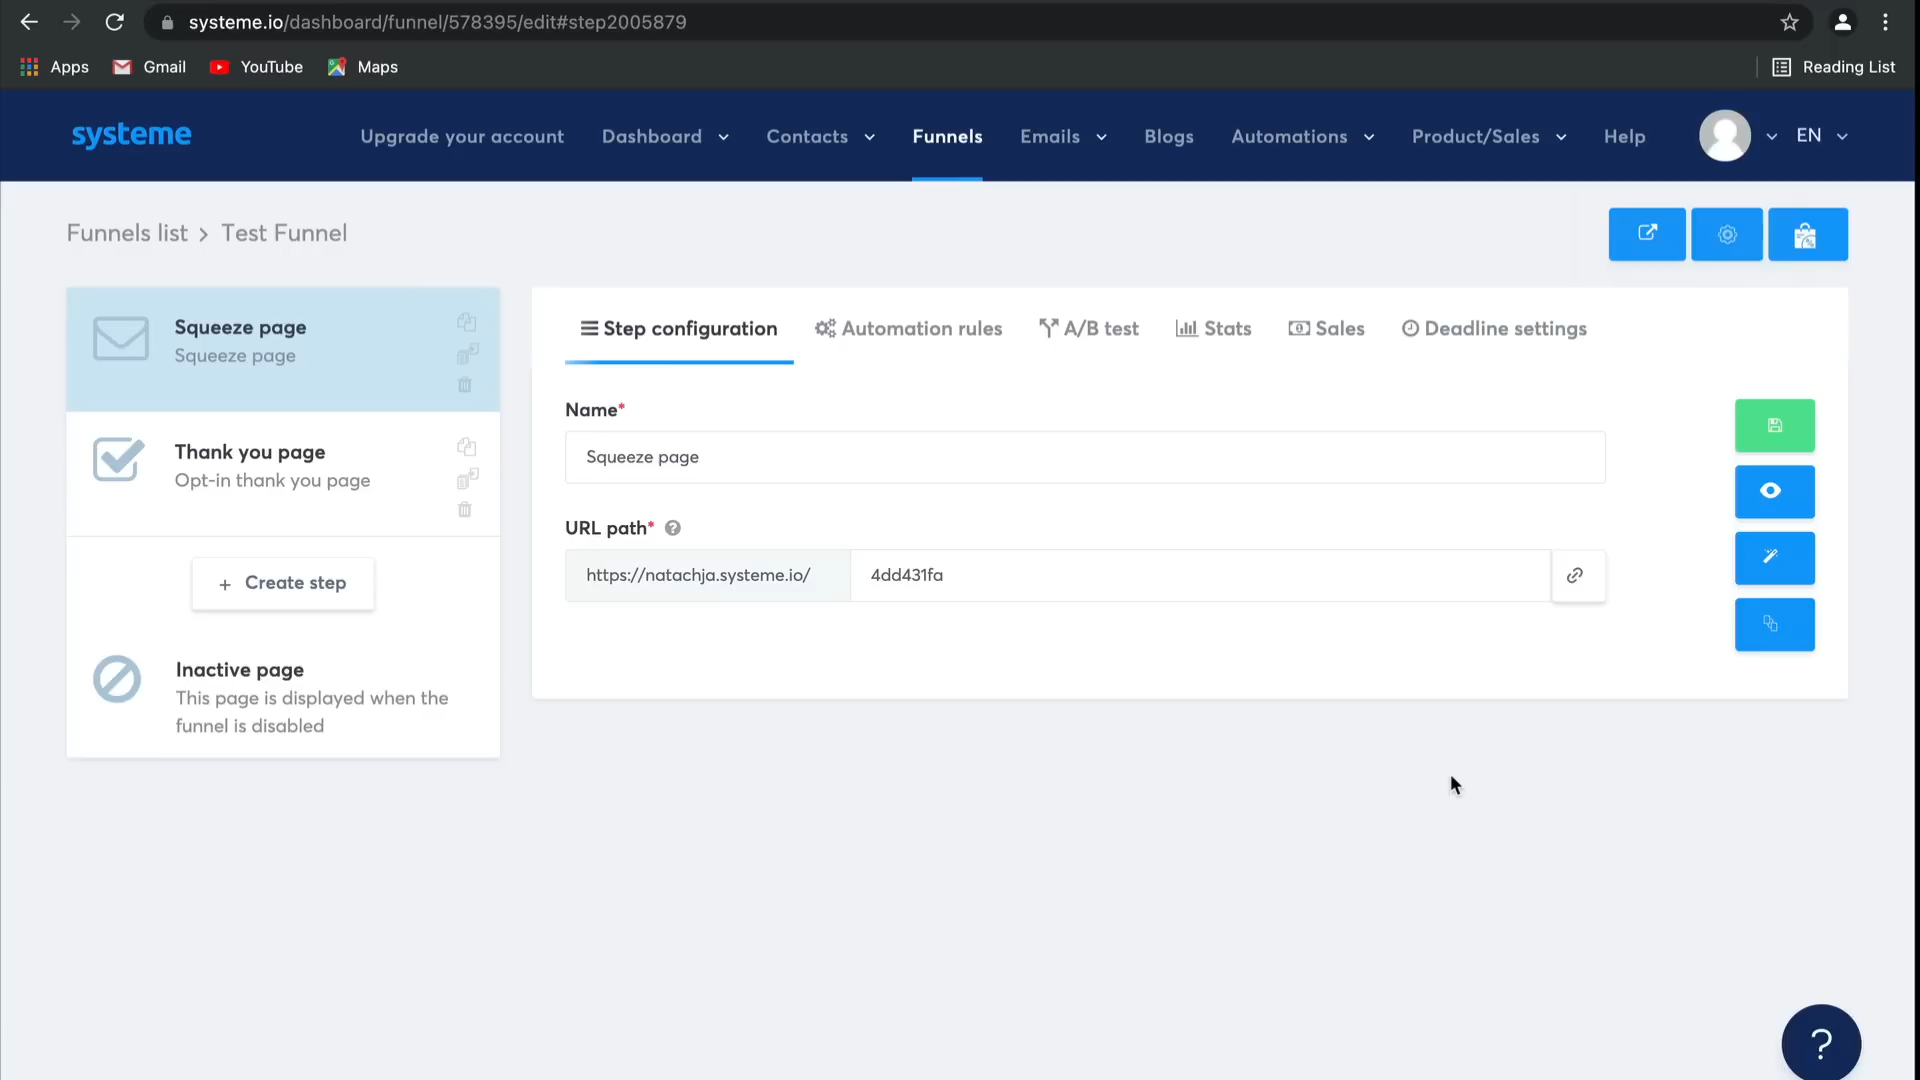 systeme.io/dashboard/funnel/578395/edit#step2005879
Apps Gmail YouTube Maps Reading List
systeme Upgrade your account Dashboard Contacts Funnels Emails Blogs Automations Product/Sales Help EN
Funnels list > Test Funnel
Squeeze page
Squeeze page
Thank you page
Opt-in thank you page
+ Create step
Inactive page
This page is displayed when the
funnel is disabled
Step configuration Automation rules A/B test Stats Sales Deadline settings
Name*
Squeeze page
URL path* ?
https://natachja.systeme.io/ 4dd431fa
?